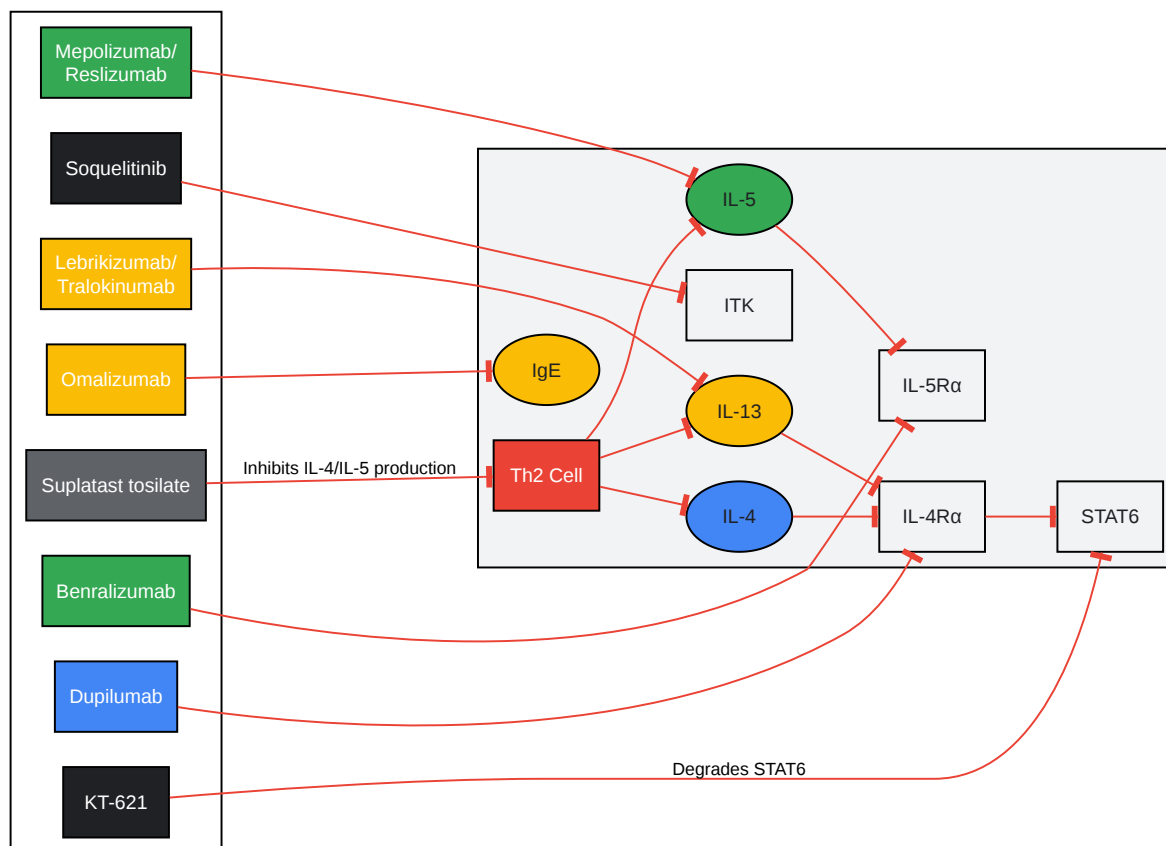 Mepolizumab/
Reslizumab
Soquelitinib
Lebrikizumab/
Tralokinumab
Omalizumab
Suplatast tosilate
Benralizumab
Dupilumab
KT-621
Inhibits IL-4/IL-5 production
Degrades STAT6
IL-5
ITK
IgE
IL-13
Th2 Cell
IL-4
IL-5Rα
IL-4Rα
STAT6